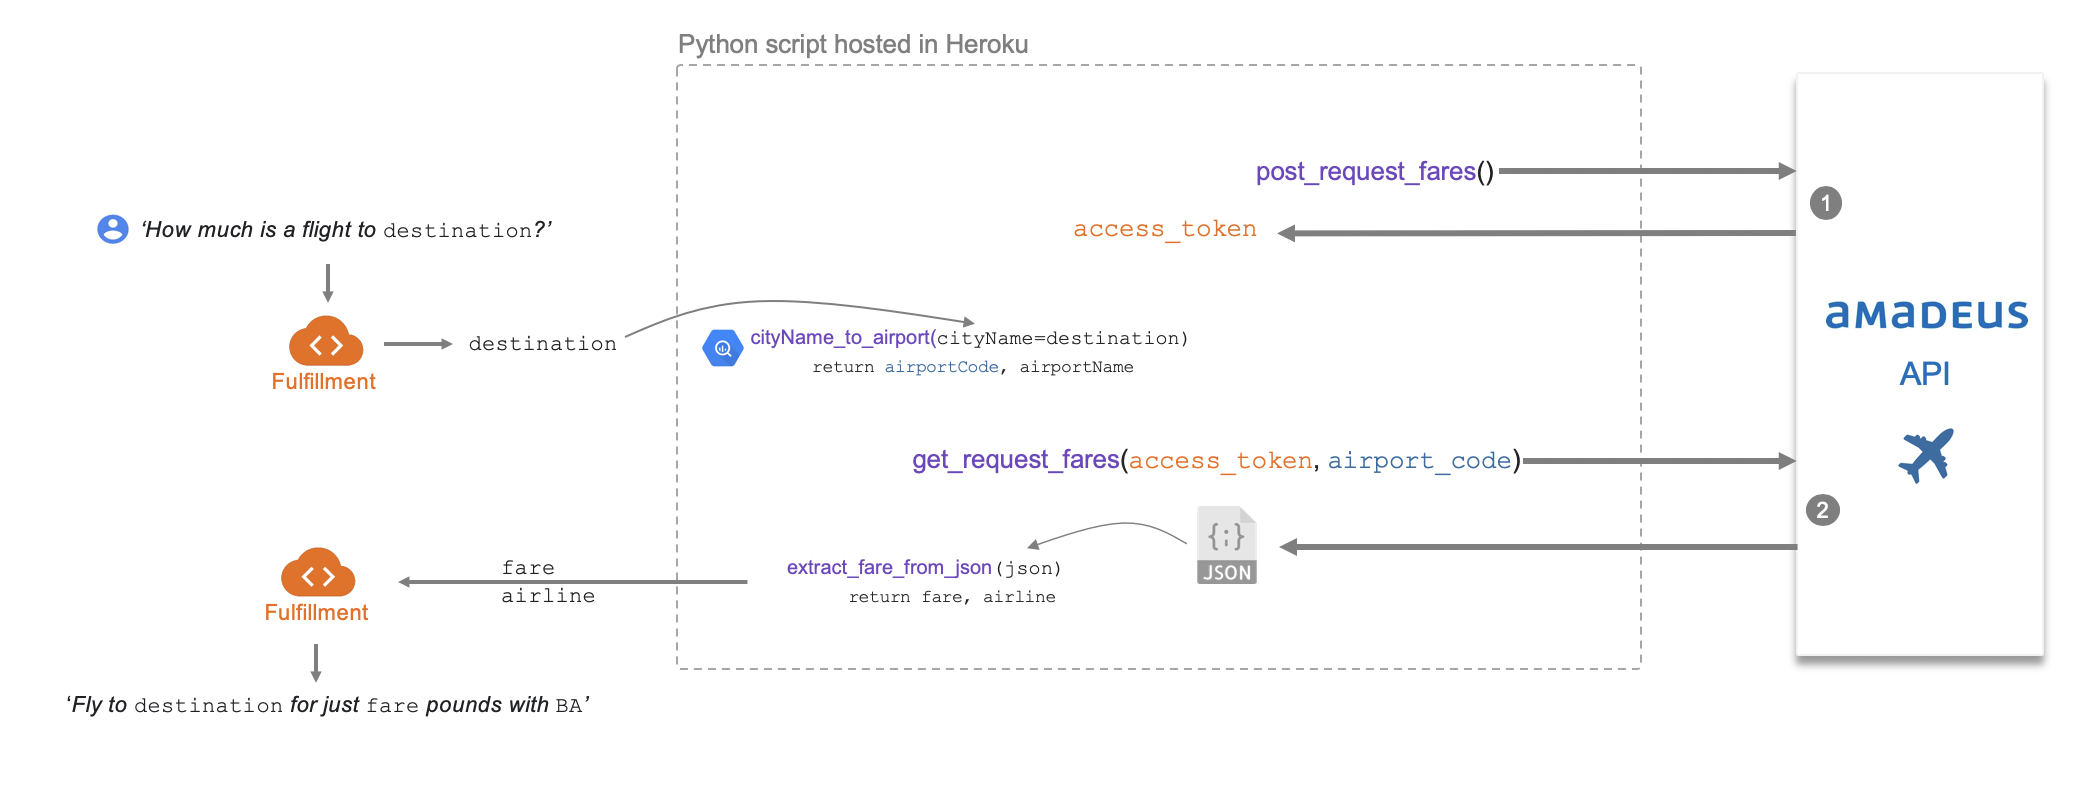 Python script hosted in Heroku
post_request_fares()
1
access_token
‘How much is a flight to destination?’
AMADEUS
API
Fulfillment
destination
cityName_to_airport(cityName=destination)
return airportCode, airportName
get_request_fares(access_token, airport_code)
2
{;}
JSON
extract_fare_from_json(json)
return fare, airline
fare
airline
Fulfillment
‘Fly to destination for just fare pounds with BA’